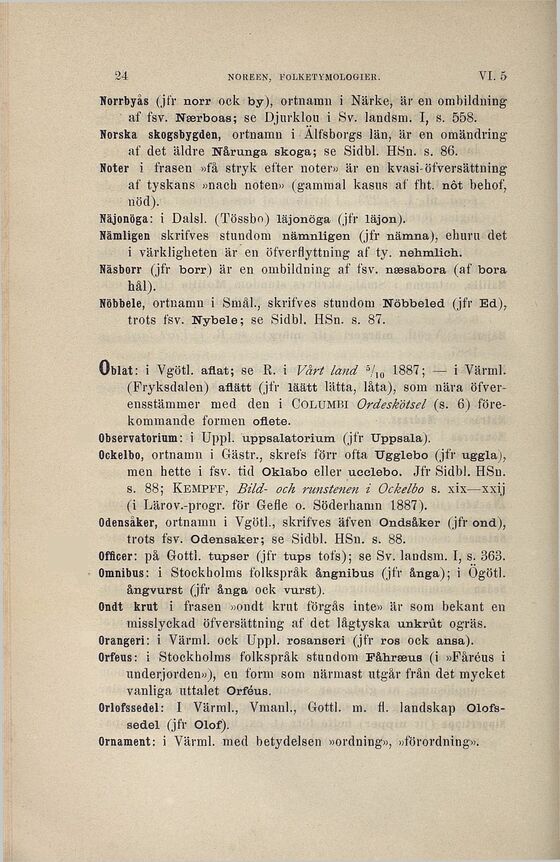 24 NOREEN, FOLKETYMOLOGIER. VI. 5
Norrbyås (jfr norr ock by), ortnamn i Närke, är en ombildning
af fsv. Nærboas; se Djurklou i Sv. landsm. I, s. 558.
Norska skogsbygden, ortnamn i Älfsborgs län, är en omändring
af det äldre Nårunga skoga; se Sidbl. HSn. s. 86.
Noter i frasen »få stryk efter noter» är en kvasi-öfversättning
af tyskans »nach noten» (gammal kasus af fht. nôt behof,
nöd).
Näjonöga: i Dalsl. (Tössbo) läjonöga (jfr läjon).
Nämligen skrifves stundom nämnligen (jfr nämna), ehuru det
i värkligheten är en öfverflyttning af ty. nehmlich.
Näsborr (jfr borr) är en ombildning af fsv. næsabora (af bora
hål).
Nöbbele, ortnamn i Smål., skrifves stundom Nöbbeled (jfr Ed),
trots fsv. Nybele; se Sidbl. HSn. s. 87.
Oblat: i Vgötl. aflat; se R. i Vårt land 5/10 1887; — i Värml.
(Fryksdalen) aflätt (jfr läätt lätta, låta), som nära öfver-
ensstämmer med den i COLUMBI Ordeskötsel (s. 6) före-
kommande formen oflete.
Observatorium: i Uppl. uppsalatorium (jfr Uppsala).
Ockelbo, ortnamn i Gästr., skrefs förr ofta Ugglebo (jfr uggla),
men hette i fsv. tid Oklabo eller ucclebo. Jfr Sidbl. HSn.
s. 88; KEMPFF, Bild- och runstenen i Ockelbo s. xix—xxij
(i Lärov.-progr. för Gefle o. Söderhamn 1887).
Odensåker, ortnamn i Vgötl., skrifves äfven Ondsåker (jfr ond),
trots fsv. Odensaker; se Sidbl. HSn. s. 88.
Officer: på Gottl. tupser (jfr tups tofs); se Sv. landsm. I, s. 363.
Omnibus: i Stockholms folkspråk ångnibus (jfr ånga); i Ögötl.
ångvurst (jfr ånga ock vurst).
Ondt krut i frasen »ondt krut förgås inte» är som bekant en
misslyckad öfversättning af det lågtyska unkrût ogräs.
Orangeri: i Värml. ock Uppl. rosanseri (jfr ros ock ansa).
Orfeus: i Stockholms folkspråk stundom Fåhræus (i »Fåréus i
underjorden»), en form som närmast utgår från det mycket
vanliga uttalet Orféus.
Orlofssedel: I Värml., Vmanl., Gottl. m. fl. landskap Olofs-
sedel (jfr Olof).
Ornament: i Värml. med betydelsen »ordning», »förordning».